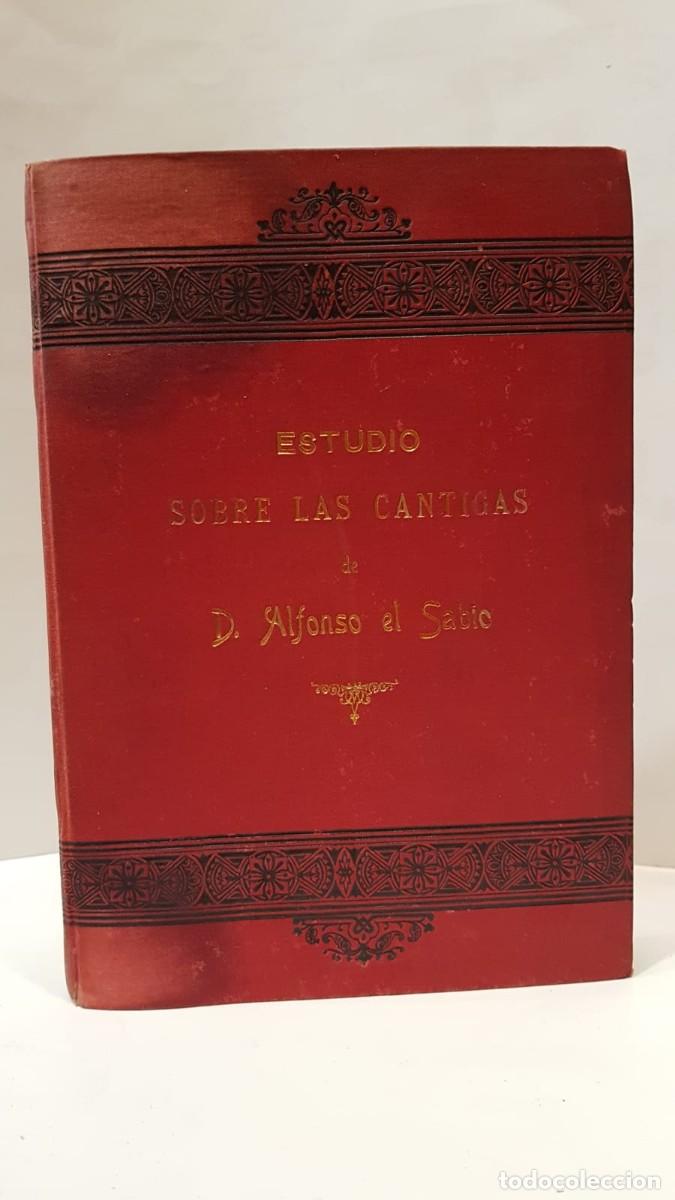 ESTUDIO
SOBRE LAS CANTIGAS
de
D. Alfonso el Sabio
todocoleccion